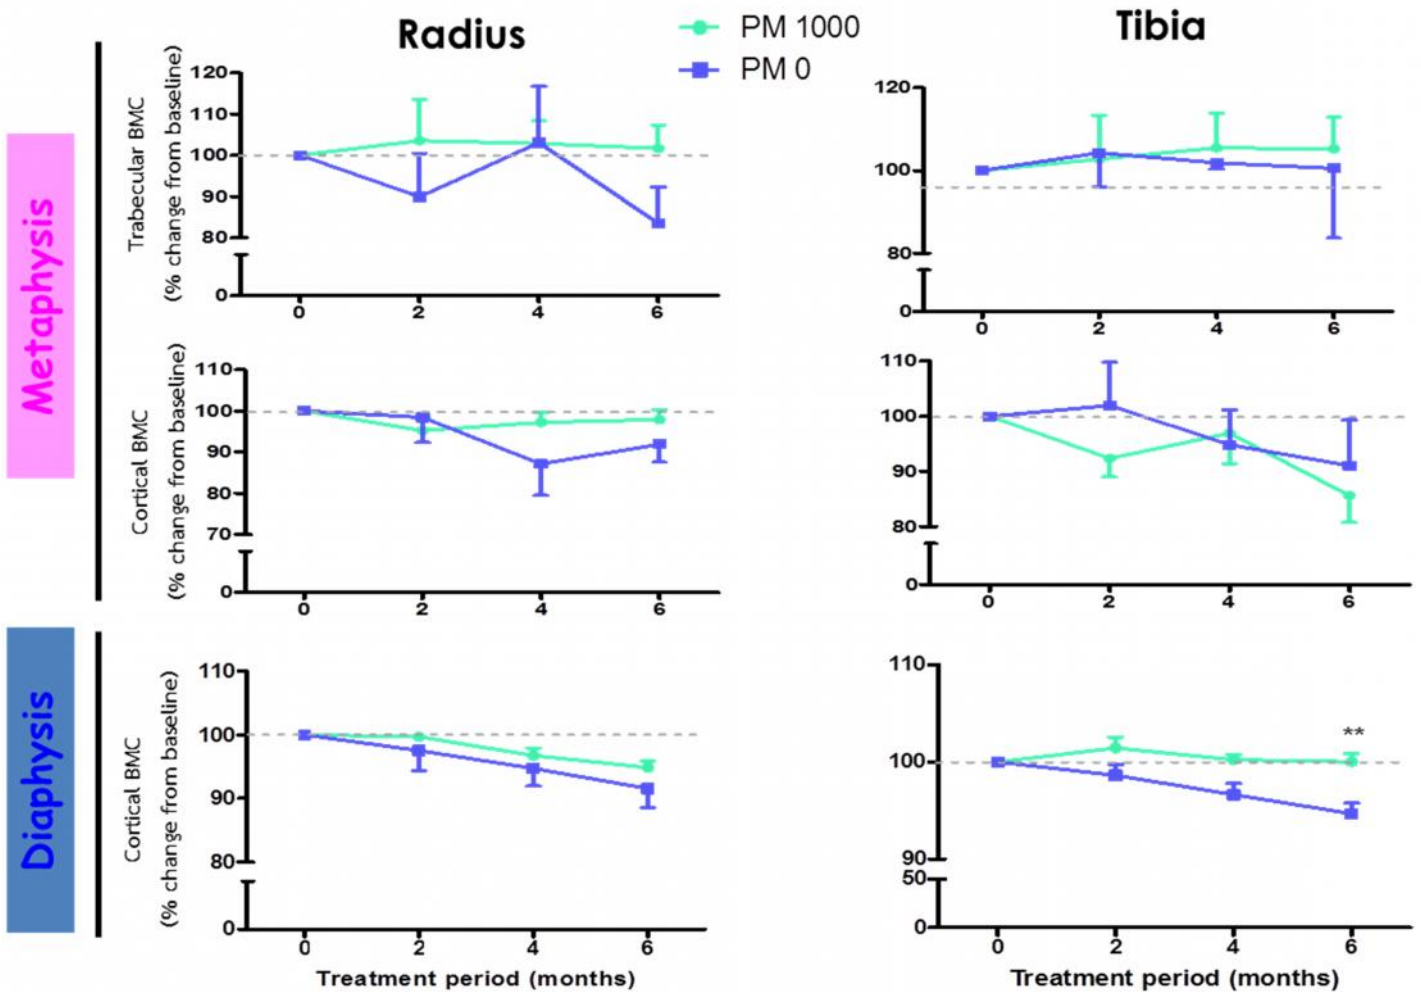 Radius
PM 1000
PM 0
Tibia
Metaphysis
Trabecular BMC
(% change from baseline)
120
110
100
90
80
0
0 2 4 6
120
100
80
0
0 2 4 6
Cortical BMC
(% change from baseline)
110
100
90
80
70
0
0 2 4 6
110
100
90
80
0
0 2 4 6
Diaphysis
Cortical BMC
(% change from baseline)
110
100
90
80
0
0 2 4 6
Treatment period (months)
110
100
90
50
0
**
0 2 4 6
Treatment period (months)